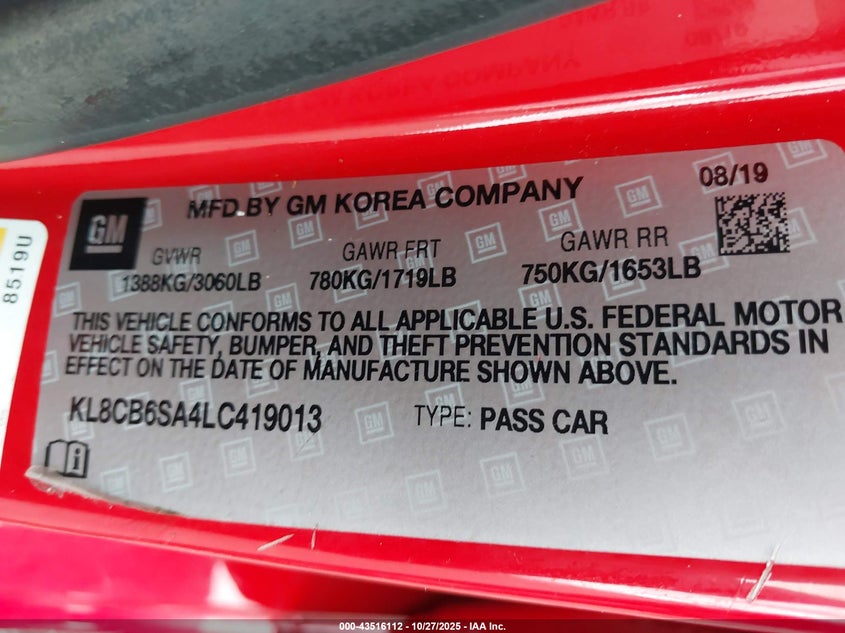 GM
MFD BY GM KOREA COMPANY
08/19
GVWR
GAWR FRT
GAWR RR
1388KG/3060LB
780KG/1719LB
750KG/1653LB
THIS VEHICLE CONFORMS TO ALL APPLICABLE U.S. FEDERAL MOTOR
VEHICLE SAFETY, BUMPER, AND THEFT PREVENTION STANDARDS IN
EFFECT ON THE DATE OF MANUFACTURE SHOWN ABOVE.
KL8CB6SA4LC419013
TYPE: PASS CAR
8519U
000-43516112 - 10/27/2025 - IAA Inc.